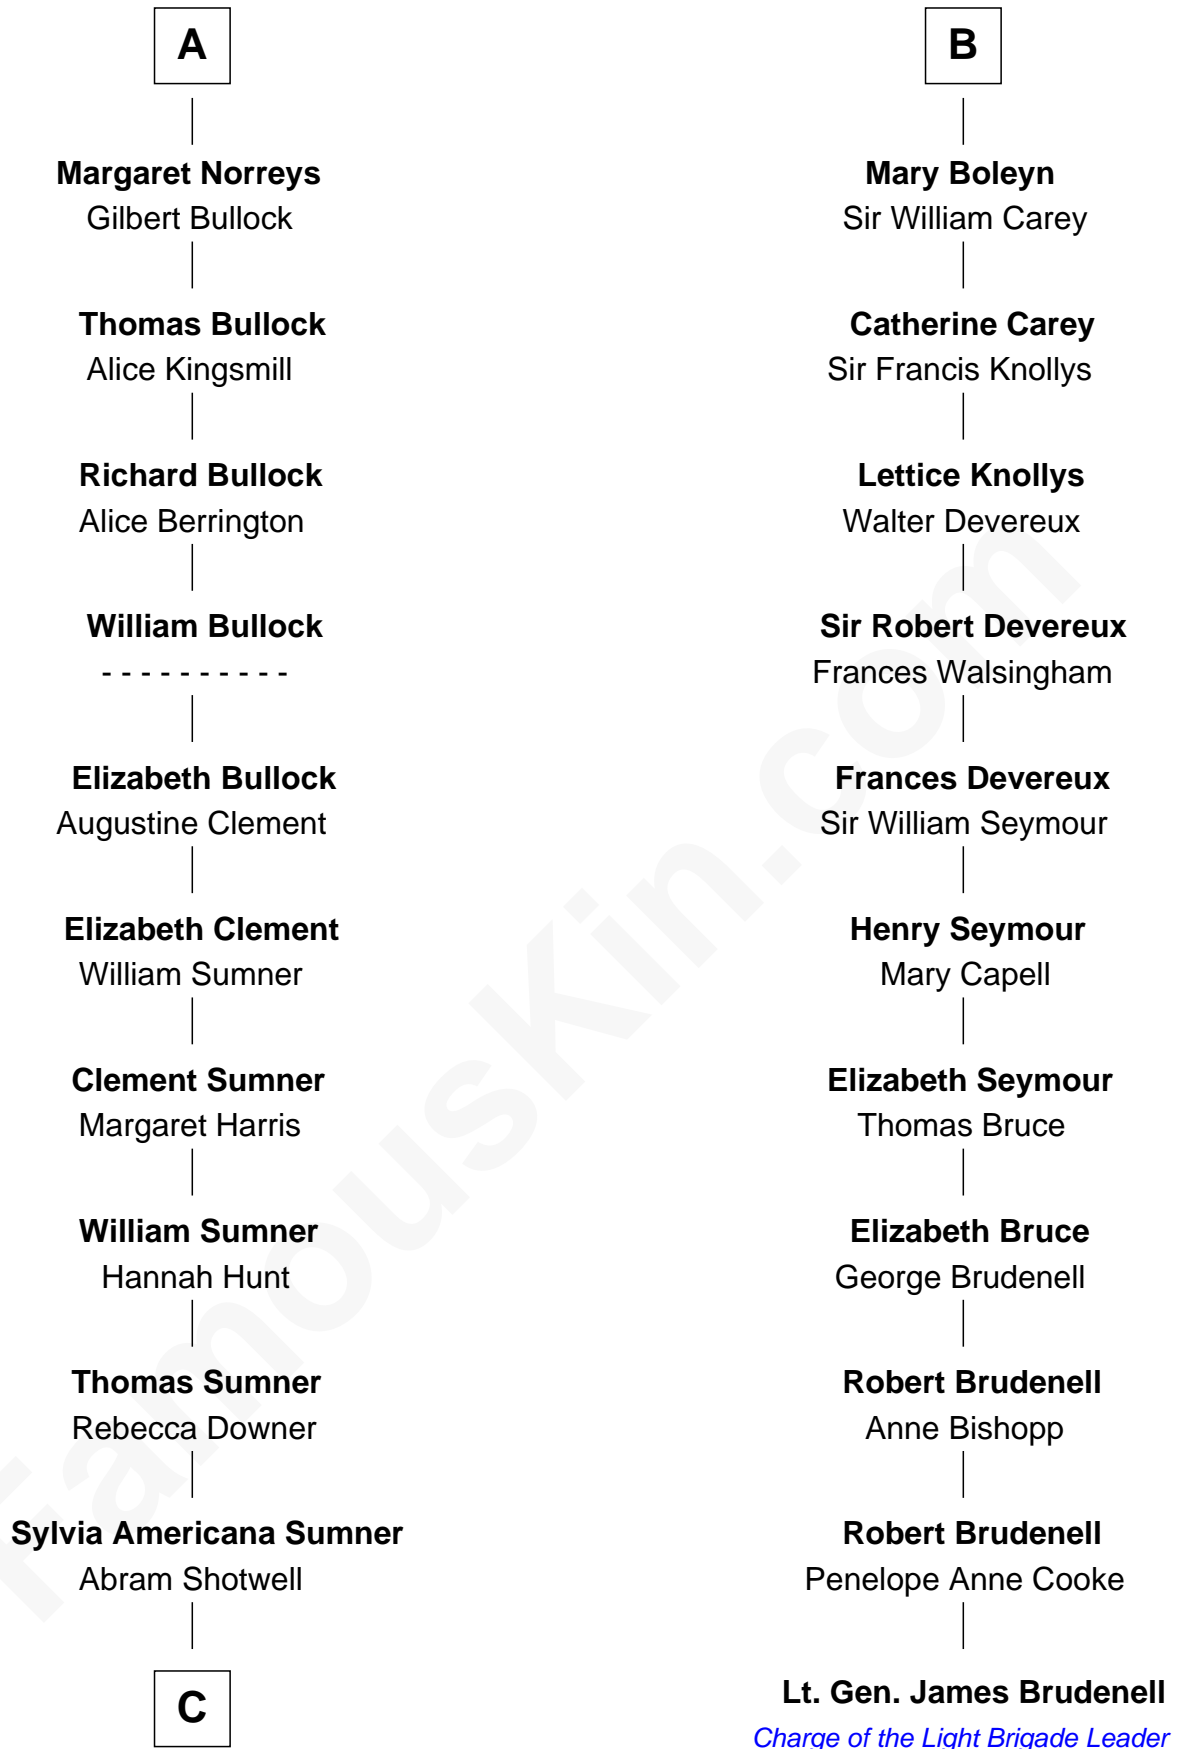 A
Margaret Norreys
Gilbert Bullock
Thomas Bullock
Alice Kingsmill
Richard Bullock
Alice Berrington
William Bullock
- - - - - - - - - -
Elizabeth Bullock
Augustine Clement
Elizabeth Clement
William Sumner
Clement Sumner
Margaret Harris
William Sumner
Hannah Hunt
Thomas Sumner
Rebecca Downer
Sylvia Americana Sumner
Abram Shotwell
C
B
Mary Boleyn
Sir William Carey
Catherine Carey
Sir Francis Knollys
Lettice Knollys
Walter Devereux
Sir Robert Devereux
Frances Walsingham
Frances Devereux
Sir William Seymour
Henry Seymour
Mary Capell
Elizabeth Seymour
Thomas Bruce
Elizabeth Bruce
George Brudenell
Robert Brudenell
Anne Bishopp
Robert Brudenell
Penelope Anne Cooke
Lt. Gen. James Brudenell
Charge of the Light Brigade Leader
FamousKin.com